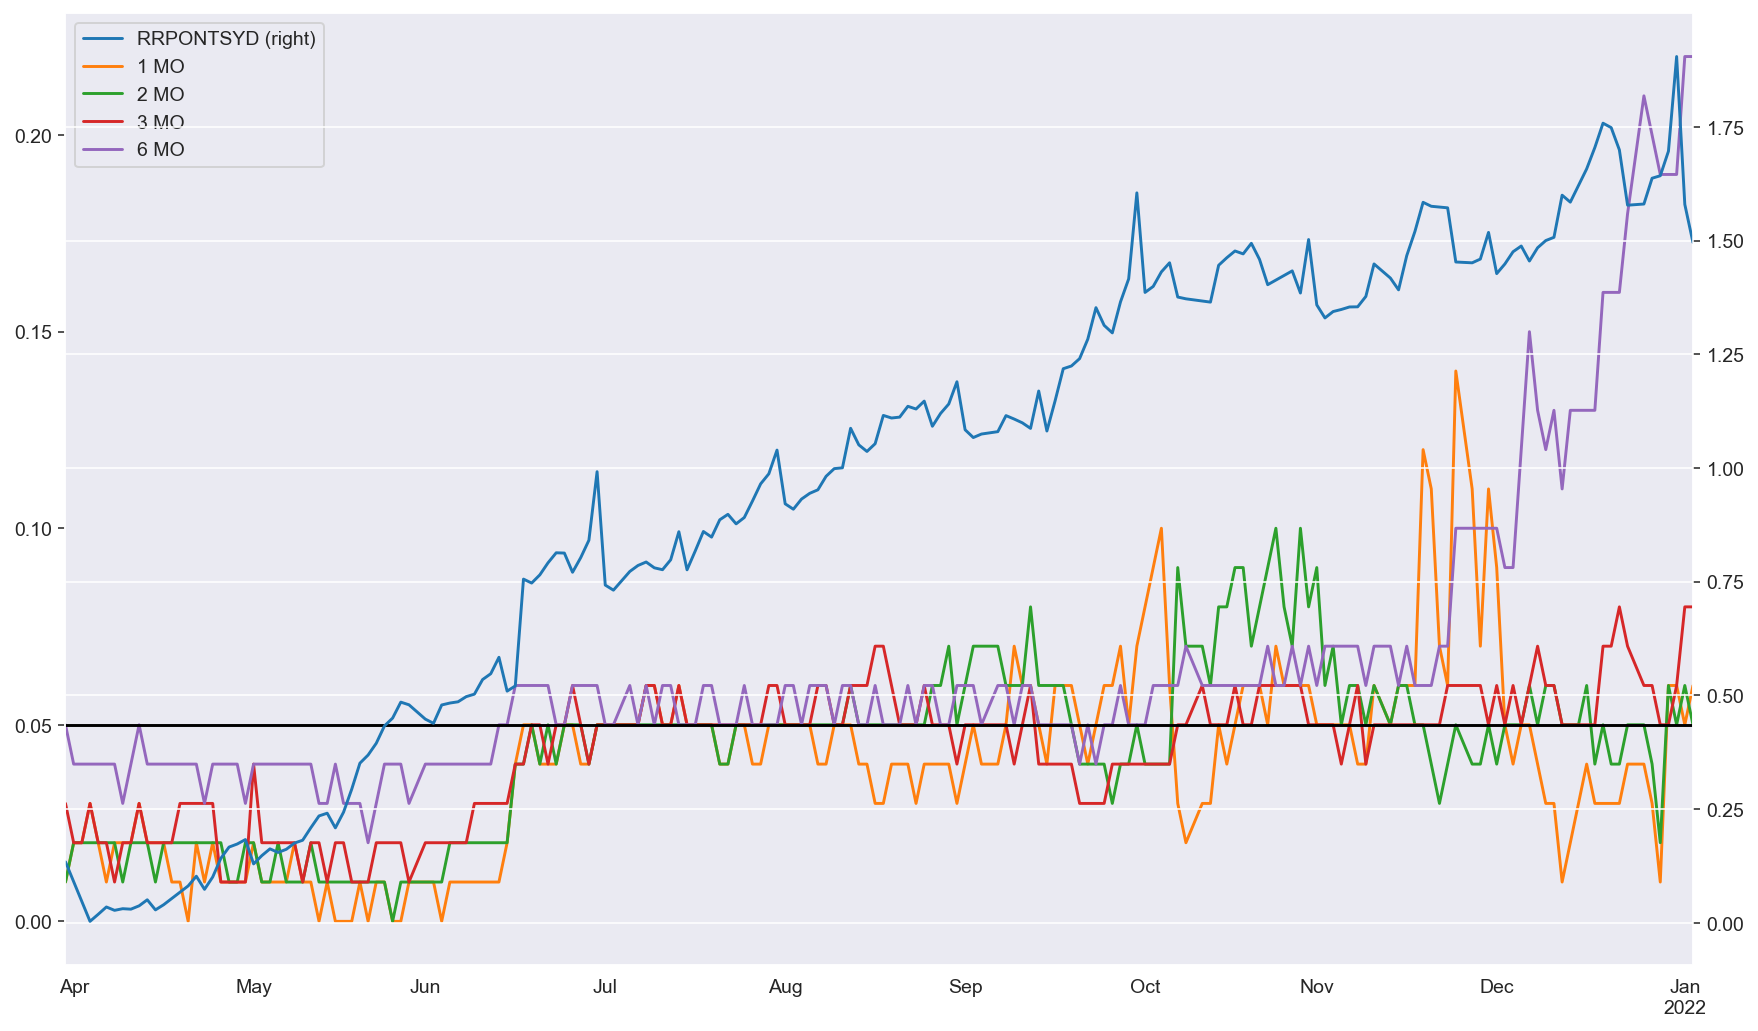 RRPONTSYD (right)
1 MO
2 MO
3 MO
6 MO
0.20
0.15
0.10
0.05
0.00
1.75
1.50
1.25
1.00
0.75
0.50
0.25
0.00
Apr May Jun Jul Aug Sep Oct Nov Dec Jan
2022